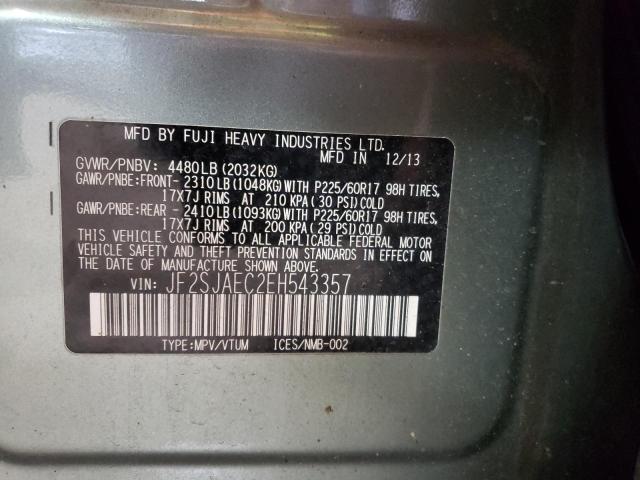 MFD BY FUJI HEAVY INDUSTRIES LTD.
MFD IN 12/13
GVWR/PNBV: 4480LB(2032KG)
GAWR/PNBE:FRONT- 2310LB(1048KG)WITH P225/60R17 98H TIRES,
17X7J RIMS AT 210 KPA( 30 PSI)COLD
GAWR/PNBE:REAR - 2410LB(1093KG)WITH P225/60R17 98H TIRES,
17X7J RIMS AT 200 KPA( 29 PSI)COLD
THIS VEHICLE CONFORMS TO ALL APPLICABLE FEDERAL MOTOR
VEHICLE SAFETY AND THEFT PREVENTION STANDARDS IN EFFECT ON
THE DATE OF MANUFACTURE SHOWN ABOVE.
VIN: JF2SJAEC2EH543357
TYPE:MPV/VTUM ICES/NMB-002